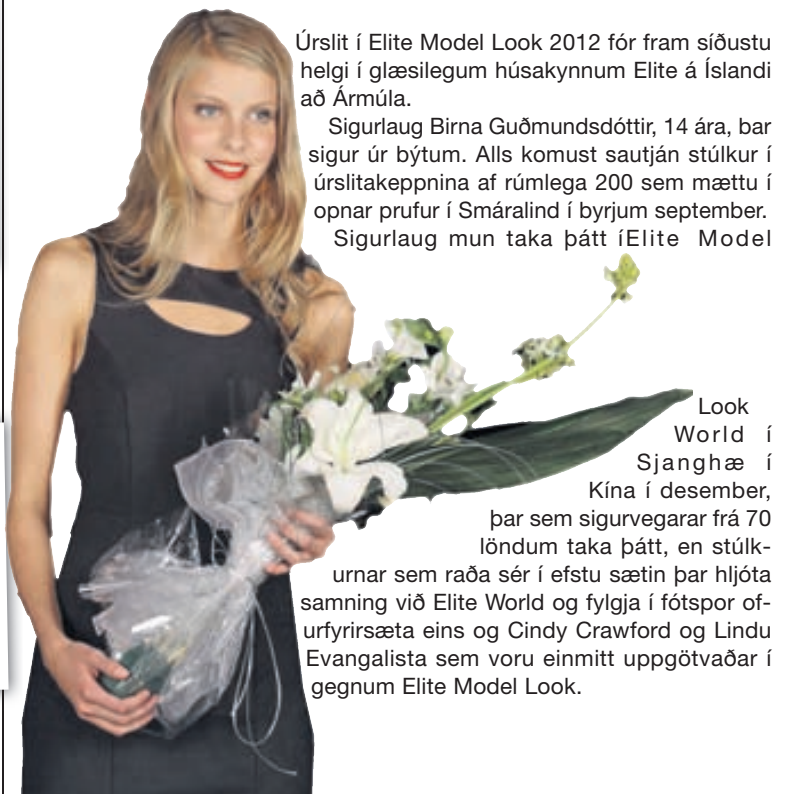 Úrslit í Elite Model Look 2012 fór fram síðustu
helgi í glæsilegum húsakynnum Elite á Íslandi
að Ármúla.
Sigurlaug Birna Guðmundsdóttir, 14 ára, bar
sigur úr býtum. Alls komust sautján stúlkur í
úrslitakeppnina af rúmlega 200 sem mættu í
opnar prufur í Smáralind í byrjum september.
Sigurlaug mun taka þátt íElite Model
Look
World í
Sjanghæ í
Kína í desember,
þar sem sigurvegarar frá 70
löndum taka þátt, en stúlk-
urnar sem raða sér í efstu sætin þar hljóta
samning við Elite World og fylgja í fótspor of-
urfyrirsæta eins og Cindy Crawford og Lindu
Evangalista sem voru einmitt uppgötvaðar í
gegnum Elite Model Look.